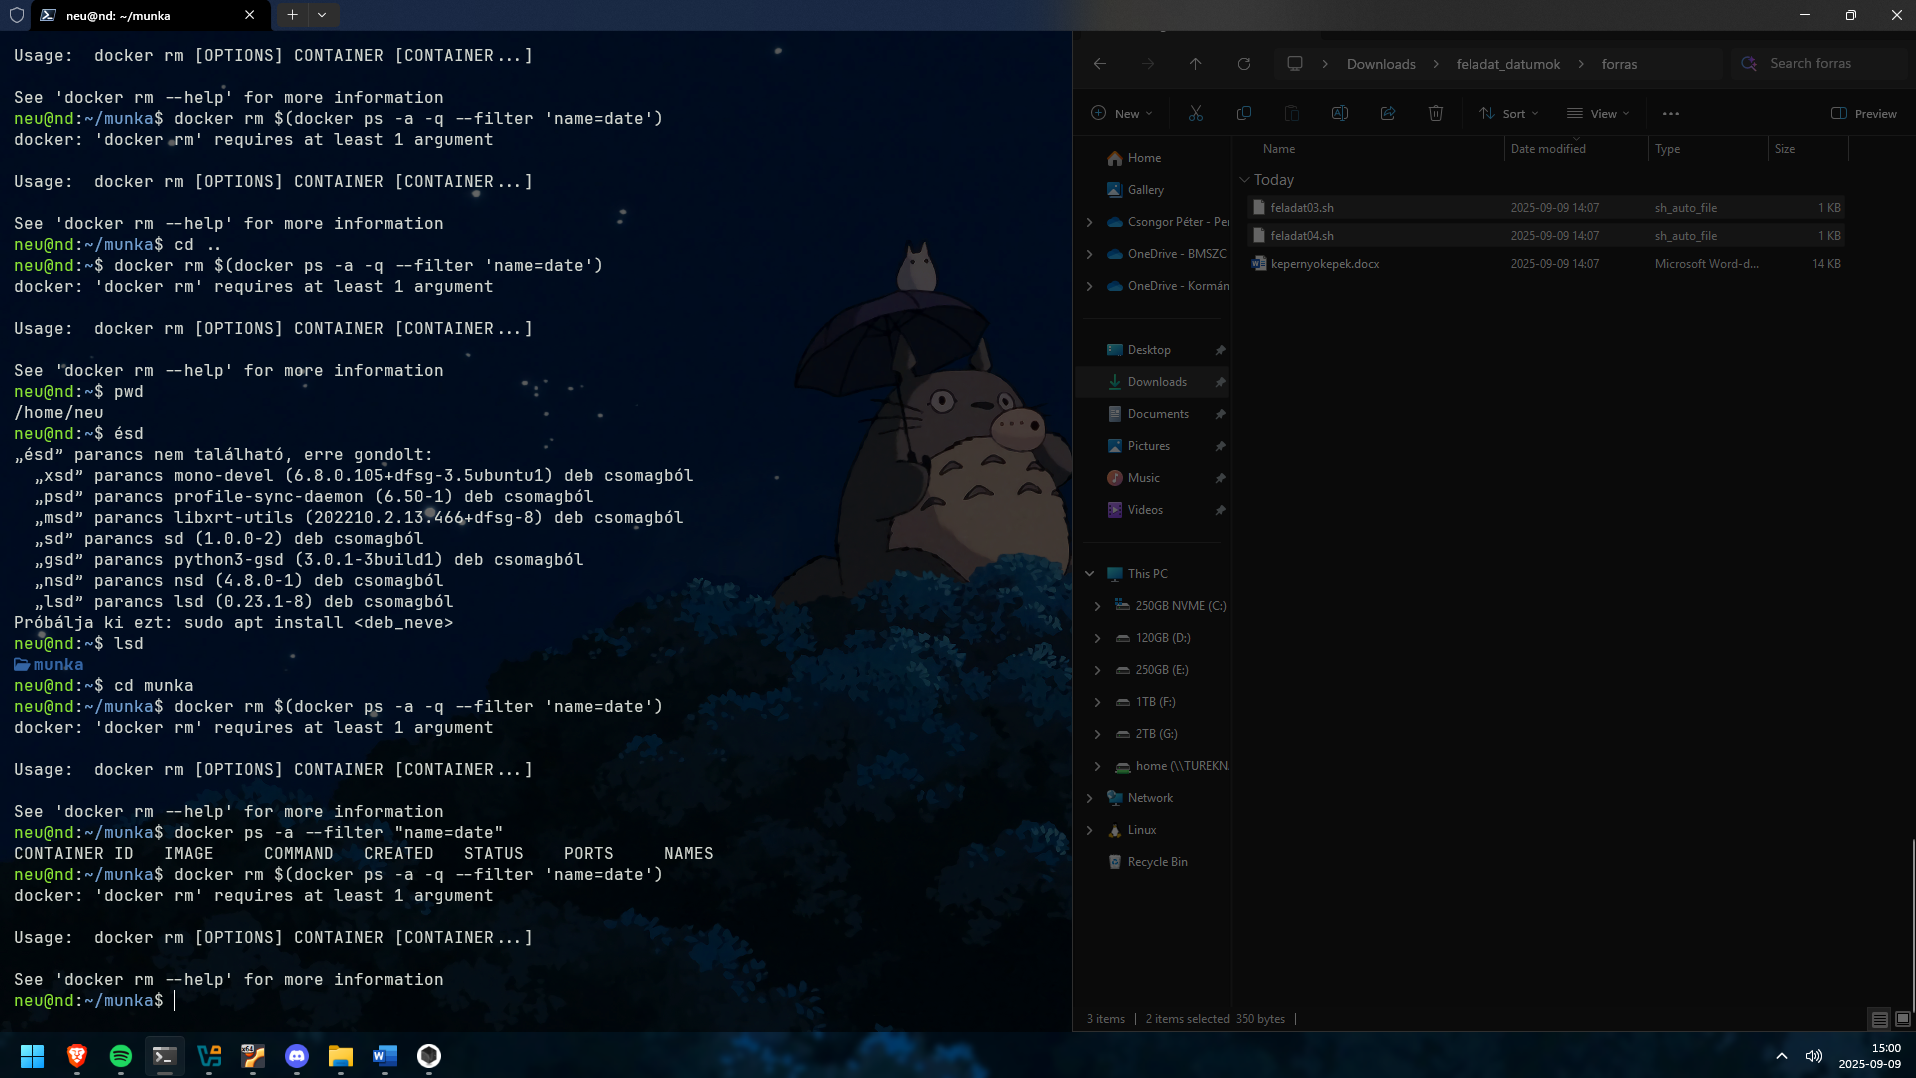 neu@nd: ~/munka
Usage:  docker rm [OPTIONS] CONTAINER [CONTAINER...]
See 'docker rm --help' for more information
neu@nd:~/munka$ docker rm $(docker ps -a -q --filter 'name=date')
docker: 'docker rm' requires at least 1 argument
Usage:  docker rm [OPTIONS] CONTAINER [CONTAINER...]
See 'docker rm --help' for more information
neu@nd:~/munka$ cd ..
neu@nd:~$ docker rm $(docker ps -a -q --filter 'name=date')
docker: 'docker rm' requires at least 1 argument
Usage:  docker rm [OPTIONS] CONTAINER [CONTAINER...]
See 'docker rm --help' for more information
neu@nd:~$ pwd
/home/neu
neu@nd:~$ ésd
„ésd” parancs nem található, erre gondolt:
„xsd” parancs mono-devel (6.8.0.105+dfsg-3.5ubuntu1) deb csomagból
„psd” parancs profile-sync-daemon (6.50-1) deb csomagból
„msd” parancs libxrt-utils (202210.2.13.466+dfsg-8) deb csomagból
„sd” parancs sd (1.0.0-2) deb csomagból
„gsd” parancs python3-gsd (3.0.1-3build1) deb csomagból
„nsd” parancs nsd (4.8.0-1) deb csomagból
„lsd” parancs lsd (0.23.1-8) deb csomagból
Próbálja ki ezt: sudo apt install <deb_neve>
neu@nd:~$ lsd
munka
neu@nd:~$ cd munka
neu@nd:~/munka$ docker rm $(docker ps -a -q --filter 'name=date')
docker: 'docker rm' requires at least 1 argument
Usage:  docker rm [OPTIONS] CONTAINER [CONTAINER...]
See 'docker rm --help' for more information
neu@nd:~/munka$ docker ps -a --filter "name=date"
CONTAINER ID   IMAGE     COMMAND   CREATED   STATUS    PORTS     NAMES
neu@nd:~/munka$ docker rm $(docker ps -a -q --filter 'name=date')
docker: 'docker rm' requires at least 1 argument
Usage:  docker rm [OPTIONS] CONTAINER [CONTAINER...]
See 'docker rm --help' for more information
neu@nd:~/munka$
Downloads > feladat_datumok > forras
Search forras
New
Sort
View
Preview
Home
Gallery
Csongor Péter - Per
OneDrive - BMSZC
OneDrive - Kormán
Desktop
Downloads
Documents
Pictures
Music
Videos
This PC
250GB NVME (C:)
120GB (D:)
250GB (E:)
1TB (F:)
2TB (G:)
home (\\TUREKN
Network
Linux
Recycle Bin
Name Date modified Type Size
Today
feladat03.sh 2025-09-09 14:07 sh_auto_file 1 KB
feladat04.sh 2025-09-09 14:07 sh_auto_file 1 KB
kepernyokepek.docx 2025-09-09 14:07 Microsoft Word-d... 14 KB
3 items | 2 items selected 350 bytes |
15:00
2025-09-09